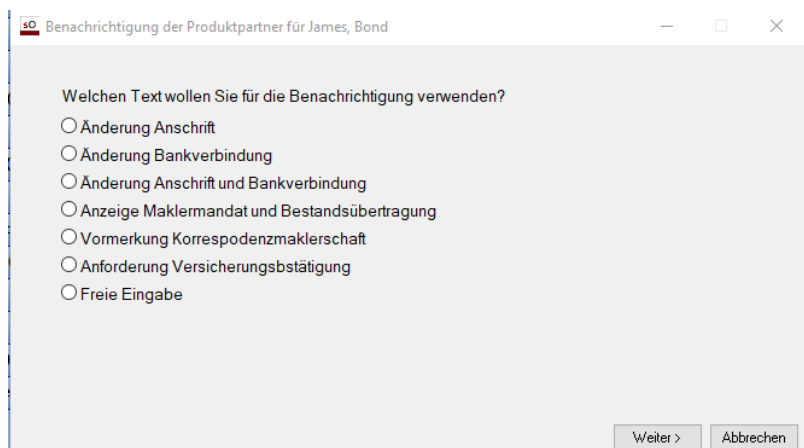 sO Benachrichtigung der Produktpartner für James, Bond
Welchen Text wollen Sie für die Benachrichtigung verwenden?
Änderung Anschrift
Änderung Bankverbindung
Änderung Anschrift und Bankverbindung
Anzeige Maklermandat und Bestandsübertragung
Vormerkung Korrespodenzmaklerschaft
Anforderung Versicherungsbstätigung
Freie Eingabe
Weiter > Abbrechen